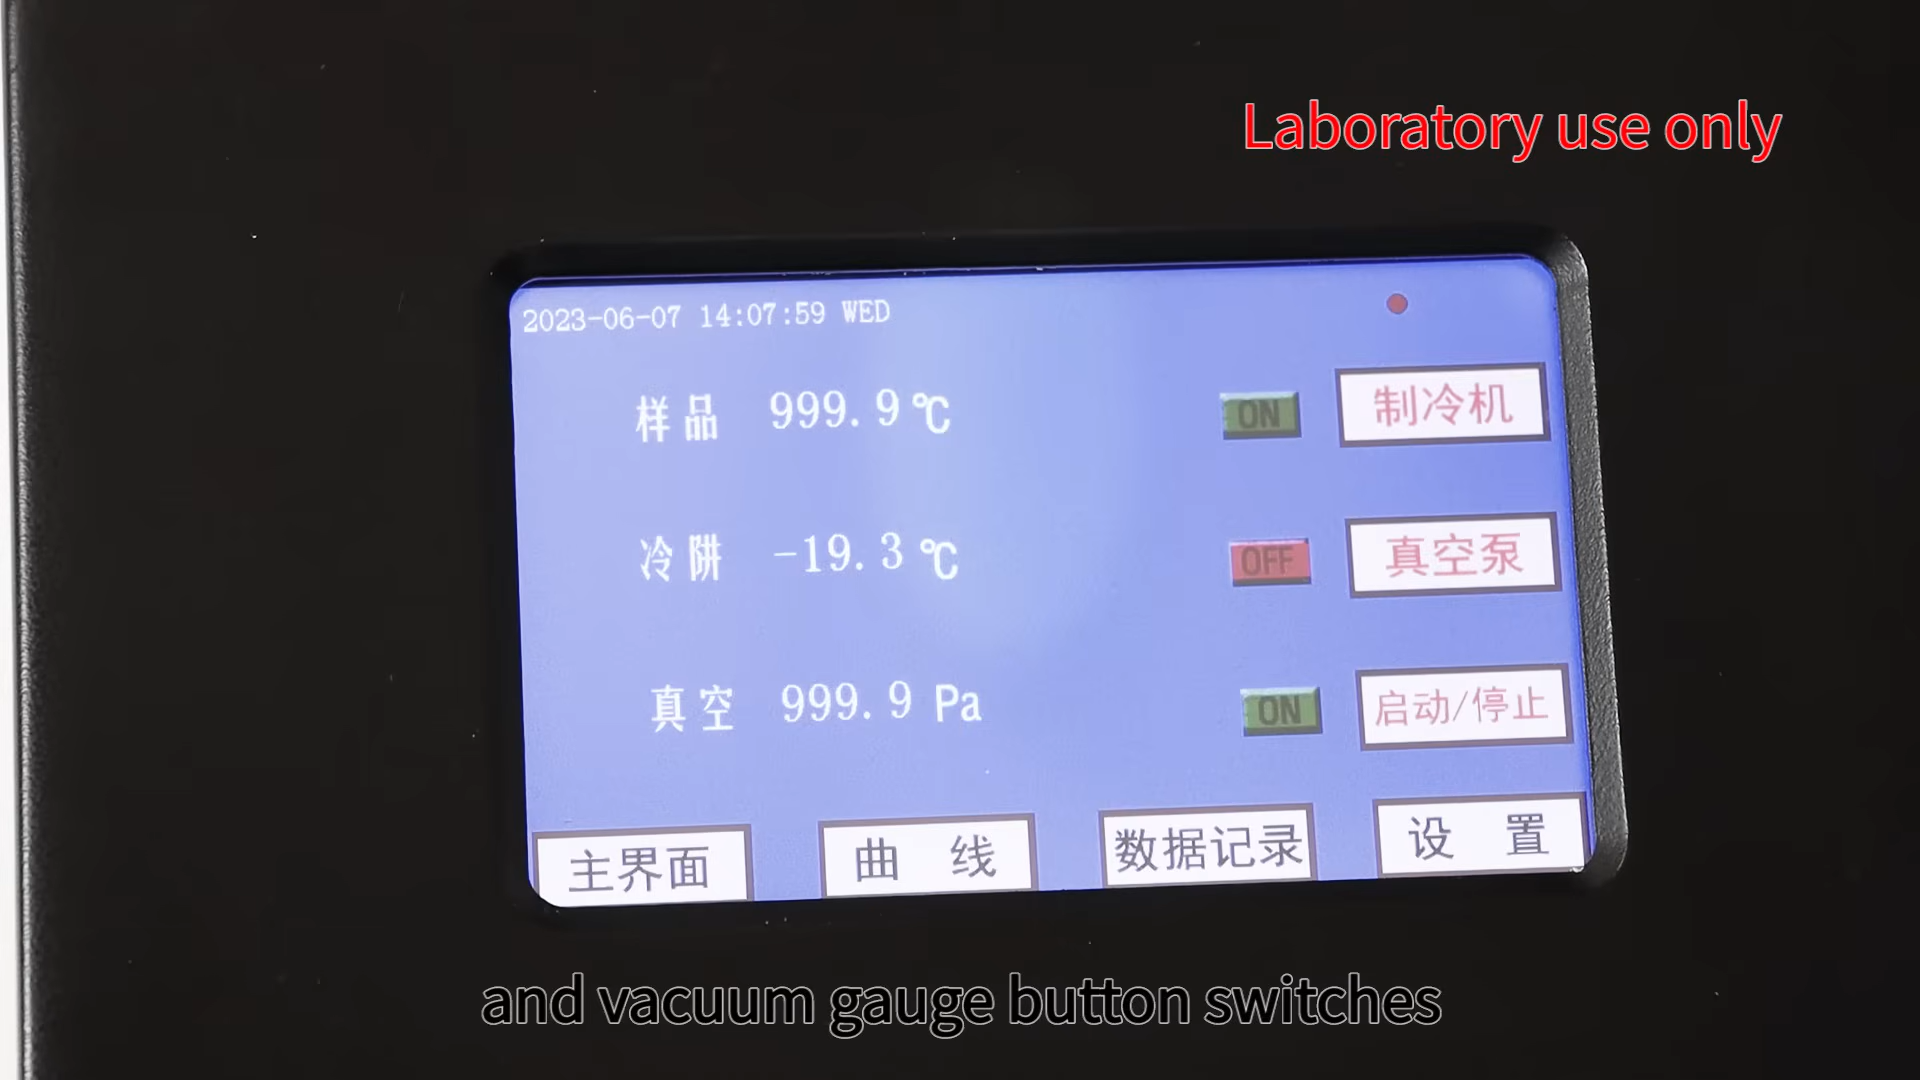 Laboratory use only
2023-06-07 14:07:59 WED
样品 999.9℃ ON 制冷机
冷阱 -19.3℃ OFF 真空泵
真空 999.9 Pa ON 启动/停止
主界面 曲线 数据记录 设置
and vacuum gauge button switches